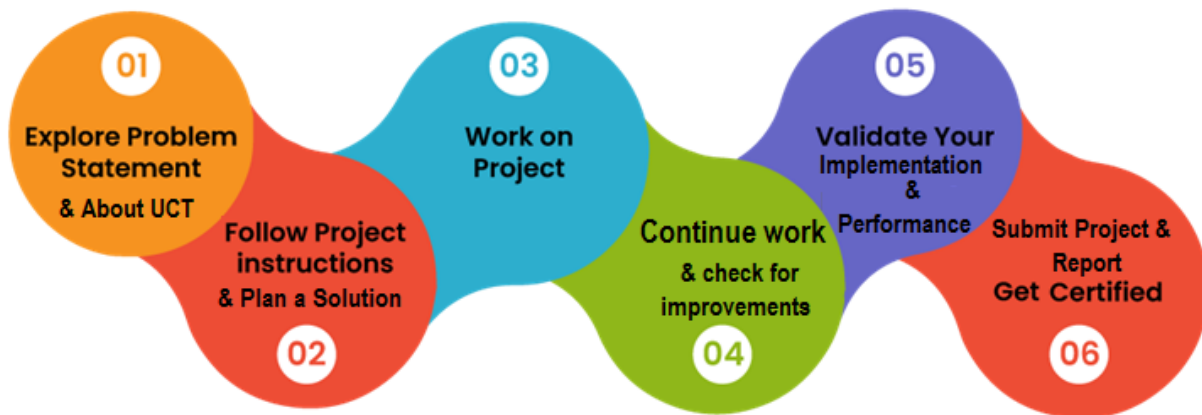 01
Explore Problem
Statement
& About UCT
02
Follow Project
instructions
& Plan a Solution
03
Work on
Project
04
Continue work
& check for
improvements
05
Validate Your
Implementation
&
Performance
06
Submit Project &
Report
Get Certified